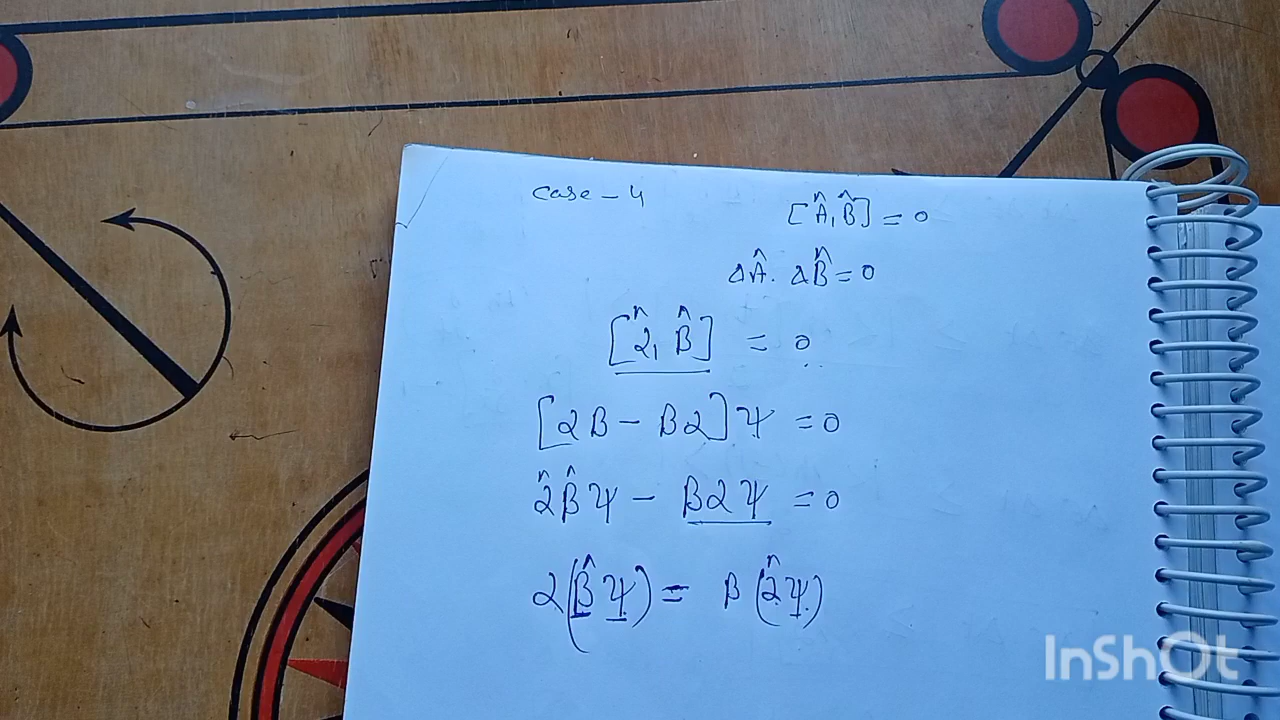 Case - 4
[Â, B̂] = 0
ΔÂ. ΔB̂ = 0
[α̂, β̂] = 0
[αβ - βα]ψ = 0
α̂β̂ψ - βαψ = 0
α(β̂ψ) = β(α̂ψ)
InShOt